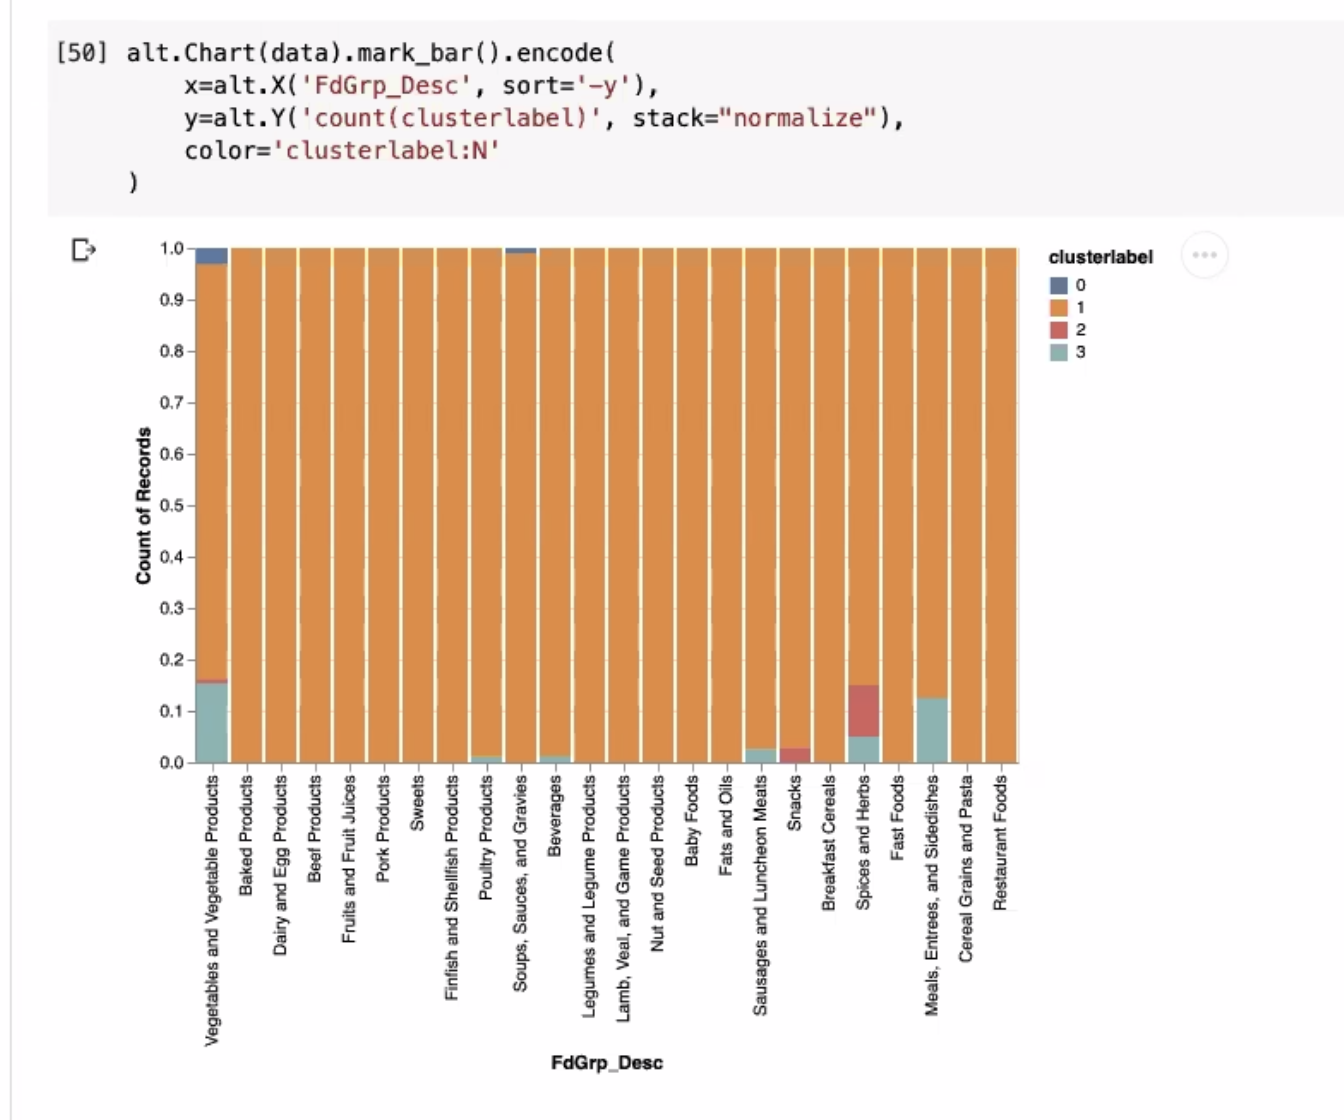 [50] alt.Chart(data).mark_bar().encode(
x=alt.X('FdGrp_Desc', sort='-y'),
y=alt.Y('count(clusterlabel)', stack="normalize"),
color='clusterlabel:N'
)
1.0
0.9
0.8
0.7
0.6
0.5
0.4
0.3
0.2
0.1
0.0
Count of Records
clusterlabel
0
1
2
3
Vegetables and Vegetable Products
Baked Products
Dairy and Egg Products
Beef Products
Fruits and Fruit Juices
Pork Products
Sweets
Finfish and Shellfish Products
Poultry Products
Soups, Sauces, and Gravies
Beverages
Legumes and Legume Products
Lamb, Veal, and Game Products
Nut and Seed Products
Baby Foods
Fats and Oils
Sausages and Luncheon Meats
Snacks
Breakfast Cereals
Spices and Herbs
Fast Foods
Meals, Entrees, and Sidedishes
Cereal Grains and Pasta
Restaurant Foods
FdGrp_Desc